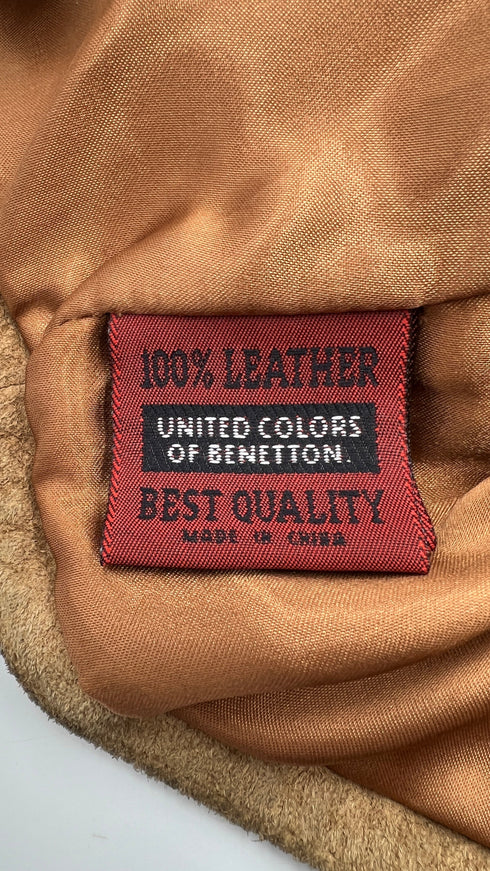 100% LEATHER
UNITED COLORS
OF BENETTON.
BEST QUALITY
MADE IN CHINA